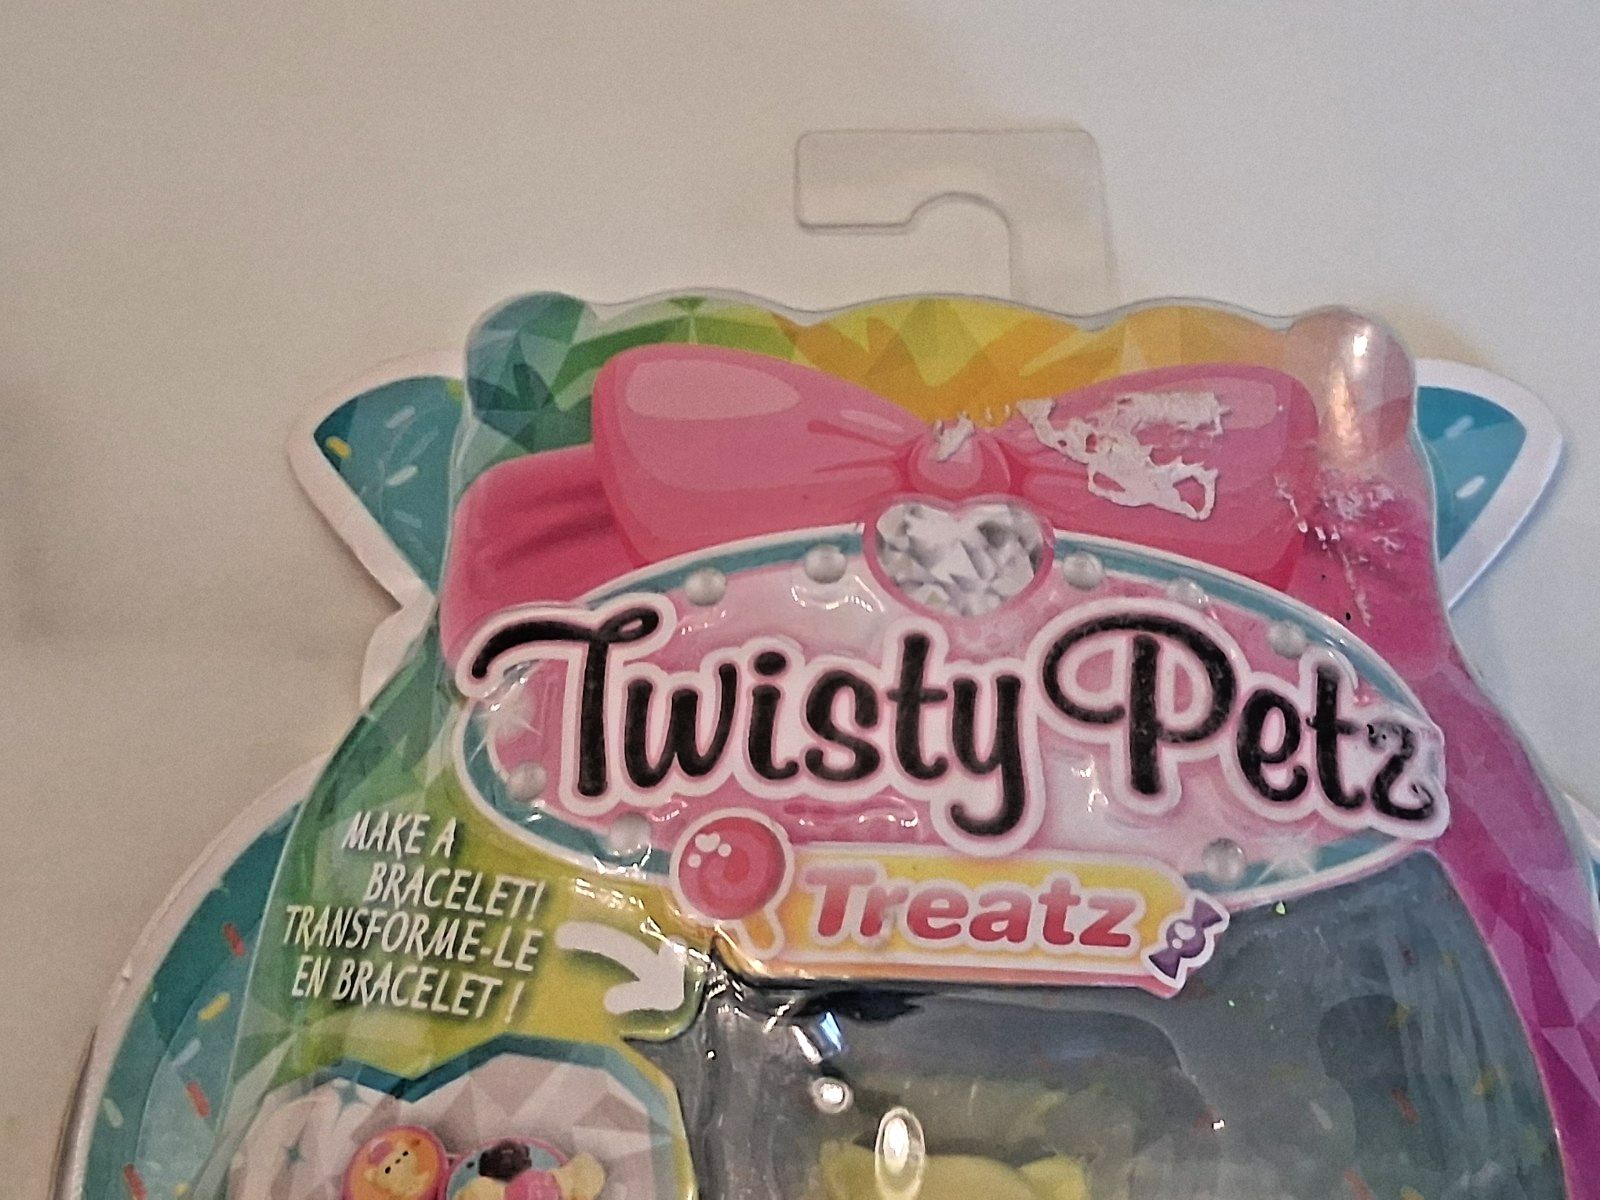 Twisty Petz
Treatz
MAKE A
BRACELET!
TRANSFORME-LE
EN BRACELET !